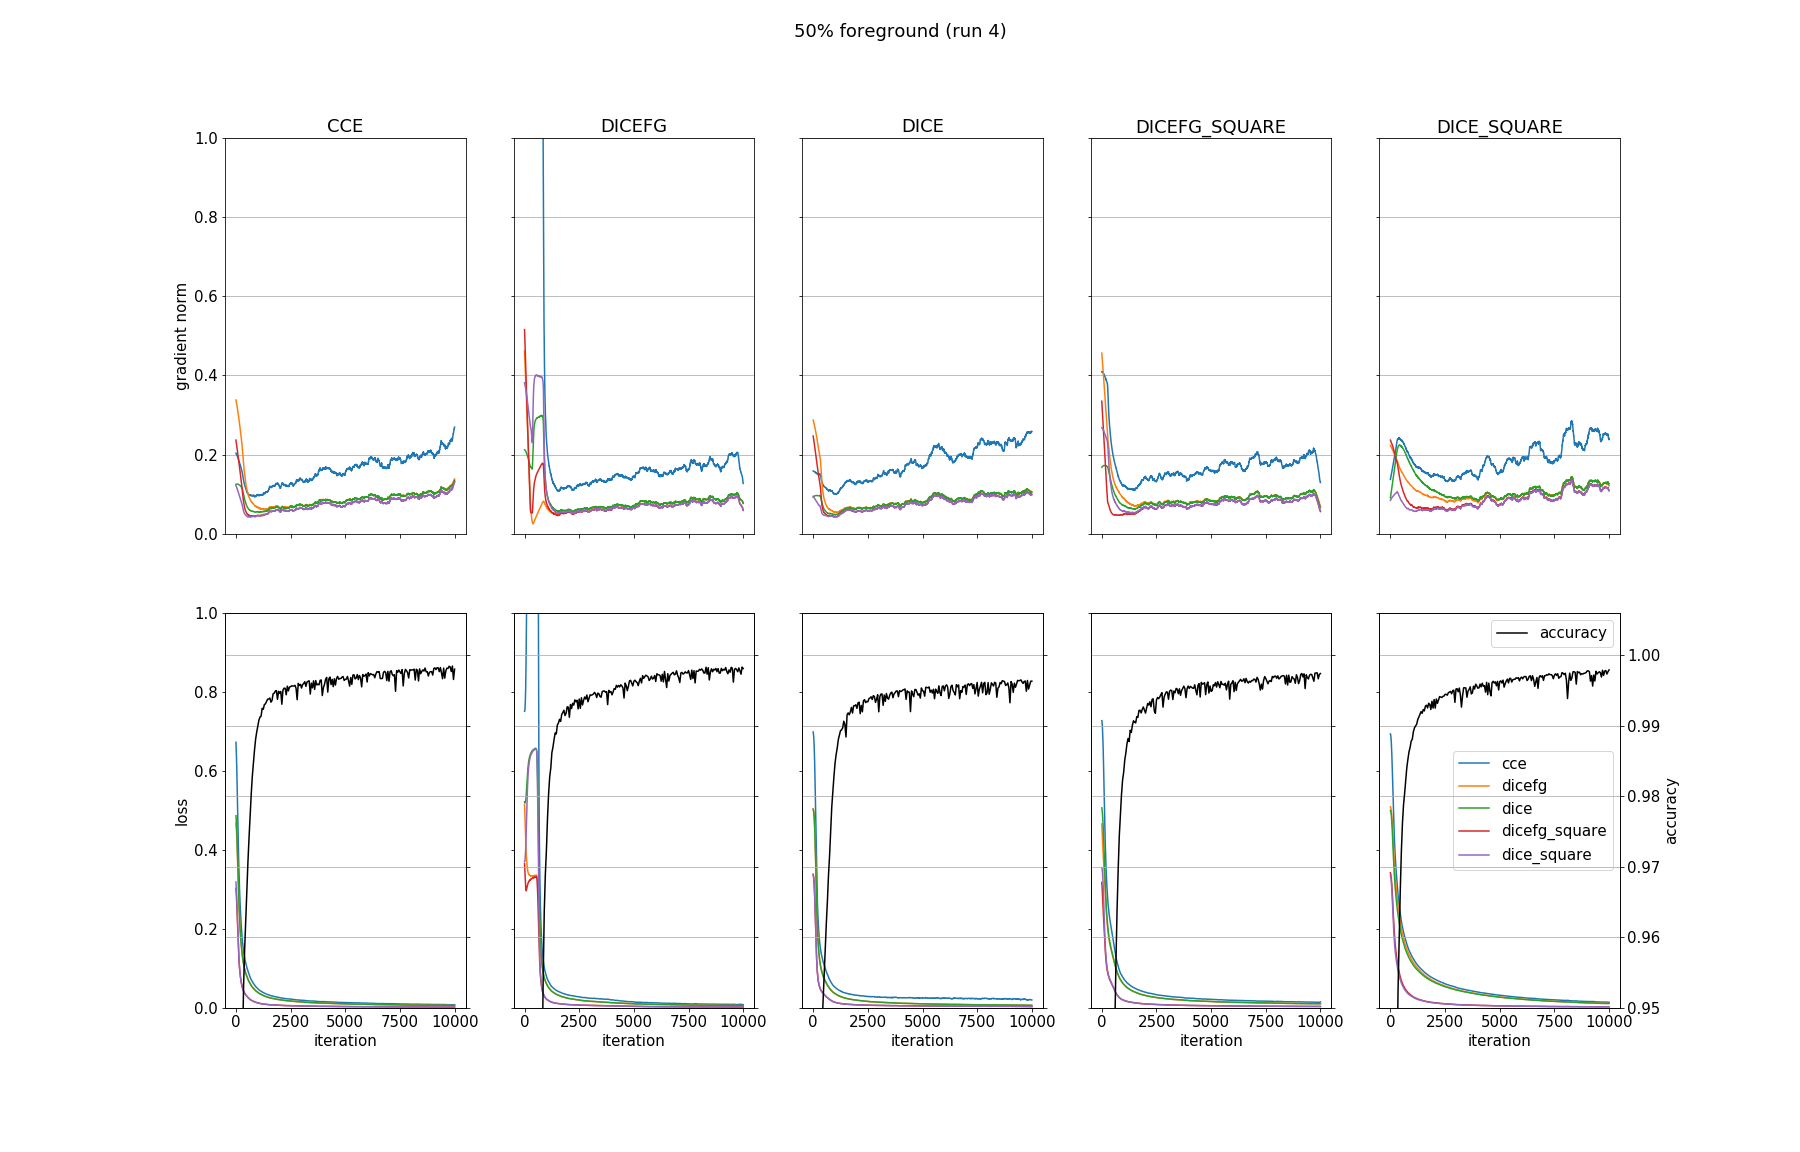 50% foreground (run 4)
CCE
DICEFG
DICE
DICEFG_SQUARE
DICE_SQUARE
gradient norm
1.0
0.8
0.6
0.4
0.2
0.0
loss
1.0
0.8
0.6
0.4
0.2
0.0
0 2500 5000 7500 10000
iteration
0 2500 5000 7500 10000
iteration
0 2500 5000 7500 10000
iteration
0 2500 5000 7500 10000
iteration
0 2500 5000 7500 10000
iteration
accuracy
cce
dicefg
dice
dicefg_square
dice_square
1.00
0.99
0.98
0.97
0.96
0.95
accuracy